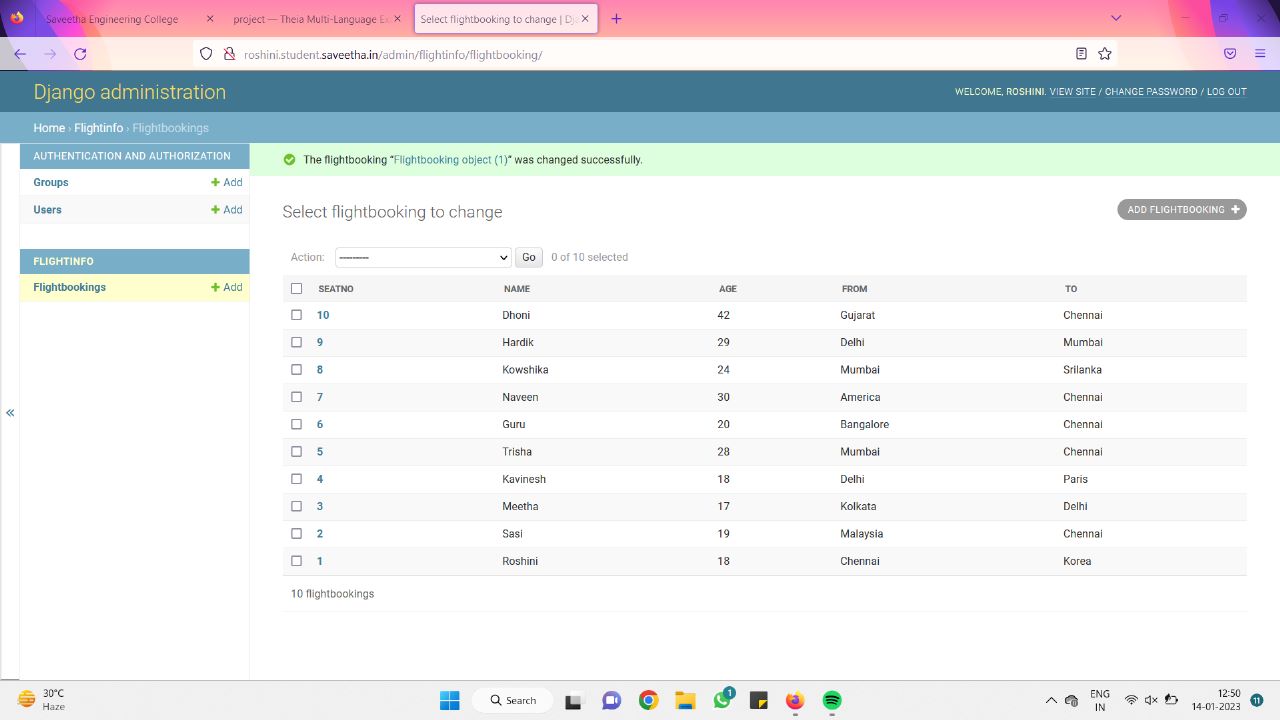 Saveetha Engineering College
project — Theia Multi-Language
Select flightbooking to change | Dj
roshini.student.saveetha.in/admin/flightinfo/flightbooking/
Django administration
WELCOME, ROSHINI. VIEW SITE / CHANGE PASSWORD / LOG OUT
Home › Flightinfo › Flightbookings
AUTHENTICATION AND AUTHORIZATION
Groups + Add
Users + Add
FLIGHTINFO
Flightbookings + Add
«
The flightbooking “Flightbooking object (1)” was changed successfully.
Select flightbooking to change
ADD FLIGHTBOOKING +
Action: --------- Go 0 of 10 selected
SEATNO NAME AGE FROM TO
10 Dhoni 42 Gujarat Chennai
9 Hardik 29 Delhi Mumbai
8 Kowshika 24 Mumbai Srilanka
7 Naveen 30 America Chennai
6 Guru 20 Bangalore Chennai
5 Trisha 28 Mumbai Chennai
4 Kavinesh 18 Delhi Paris
3 Meetha 17 Kolkata Delhi
2 Sasi 19 Malaysia Chennai
1 Roshini 18 Chennai Korea
10 flightbookings
30°C
Haze
Search
1
ENG
IN
12:50
14-01-2023
11